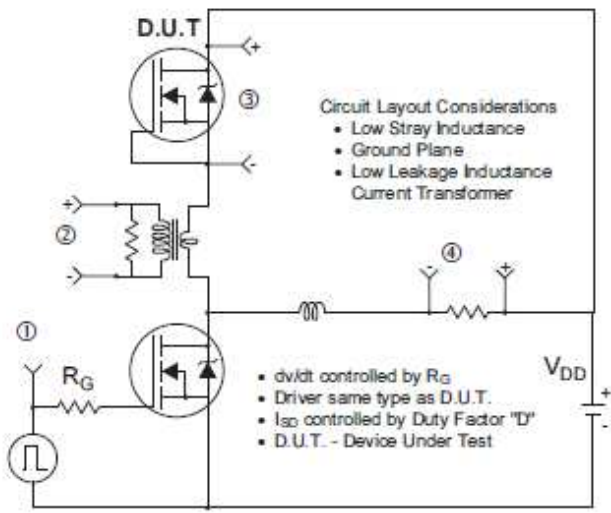 D.U.T
+
③
-
Circuit Layout Considerations
• Low Stray Inductance
• Ground Plane
• Low Leakage Inductance
Current Transformer
+
②
-
④
- +
①
RG
VDD
+
-
• dv/dt controlled by RG
• Driver same type as D.U.T.
• ISD controlled by Duty Factor "D"
• D.U.T. - Device Under Test